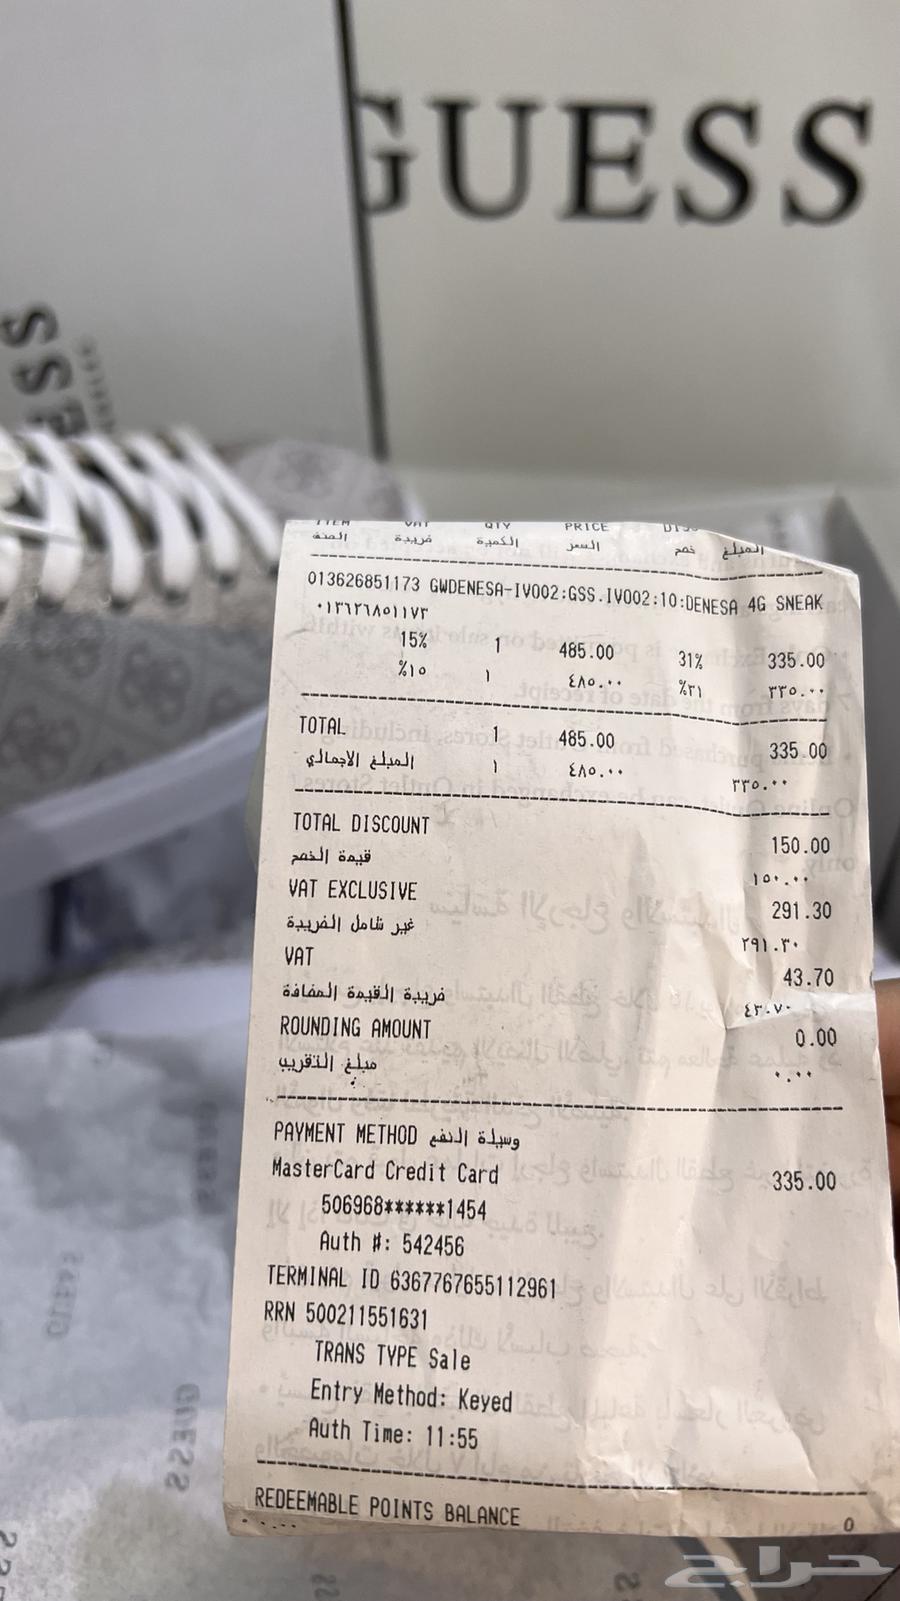 GUESS
ITEM VAT QTY PRICE
الصنف ضريبة الكمية السعر خصم المبلغ
013626851173 GWDENESA-IV002:GSS.IV002:10:DENESA 4G SNEAK
٠١٣٦٢٦٨٥١١٧٣
15% 1 485.00 31% 335.00
%١٥ ١ ٤٨٥.٠٠ %٣١ ٣٣٥.٠٠
TOTAL 1 485.00 335.00
المبلغ الاجمالي ١ ٤٨٥.٠٠ ٣٣٥.٠٠
TOTAL DISCOUNT 150.00
قيمة الخصم ١٥٠.٠٠
VAT EXCLUSIVE 291.30
غير شامل الضريبة ٢٩١.٣٠
VAT 43.70
ضريبة القيمة المضافة ٤٣.٧٠
ROUNDING AMOUNT 0.00
مبلغ التقريب ٠.٠٠
PAYMENT METHOD وسيلة الدفع
MasterCard Credit Card 335.00
506968******1454
Auth #: 542456
TERMINAL ID 6367767655112961
RRN 500211551631
TRANS TYPE Sale
Entry Method: Keyed
Auth Time: 11:55
REDEEMABLE POINTS BALANCE 0
حراج
GUESS
GUESS